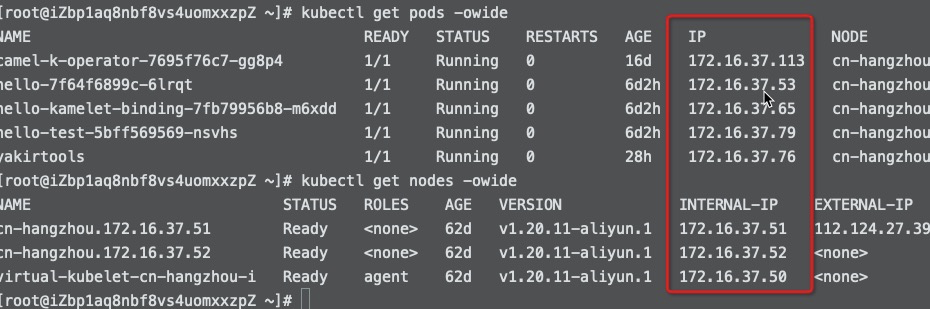 [root@iZbp1aq8nbf8vs4uomxxzpZ ~]# kubectl get pods -owide
NAME READY STATUS RESTARTS AGE IP NODE
camel-k-operator-7695f76c7-gg8p4 1/1 Running 0 16d 172.16.37.113 cn-hangzhou
hello-7f64f6899c-6lrqt 1/1 Running 0 6d2h 172.16.37.53 cn-hangzhou
hello-kamelet-binding-7fb79956b8-m6xdd 1/1 Running 0 6d2h 172.16.37.65 cn-hangzhou
hello-test-5bff569569-nsvhs 1/1 Running 0 6d2h 172.16.37.79 cn-hangzhou
yakirtools 1/1 Running 0 28h 172.16.37.76 cn-hangzhou
[root@iZbp1aq8nbf8vs4uomxxzpZ ~]# kubectl get nodes -owide
NAME STATUS ROLES AGE VERSION INTERNAL-IP EXTERNAL-IP
cn-hangzhou.172.16.37.51 Ready <none> 62d v1.20.11-aliyun.1 172.16.37.51 112.124.27.39
cn-hangzhou.172.16.37.52 Ready <none> 62d v1.20.11-aliyun.1 172.16.37.52 <none>
virtual-kubelet-cn-hangzhou-i Ready agent 62d v1.20.11-aliyun.1 172.16.37.50 <none>
[root@iZbp1aq8nbf8vs4uomxxzpZ ~]#